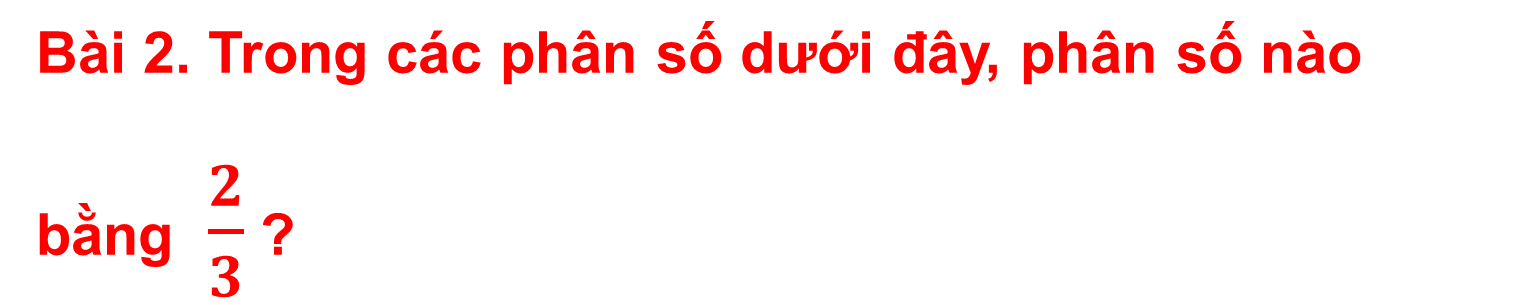 Bài 2. Trong các phân số dưới đây, phân số nào
bằng 2/3 ?